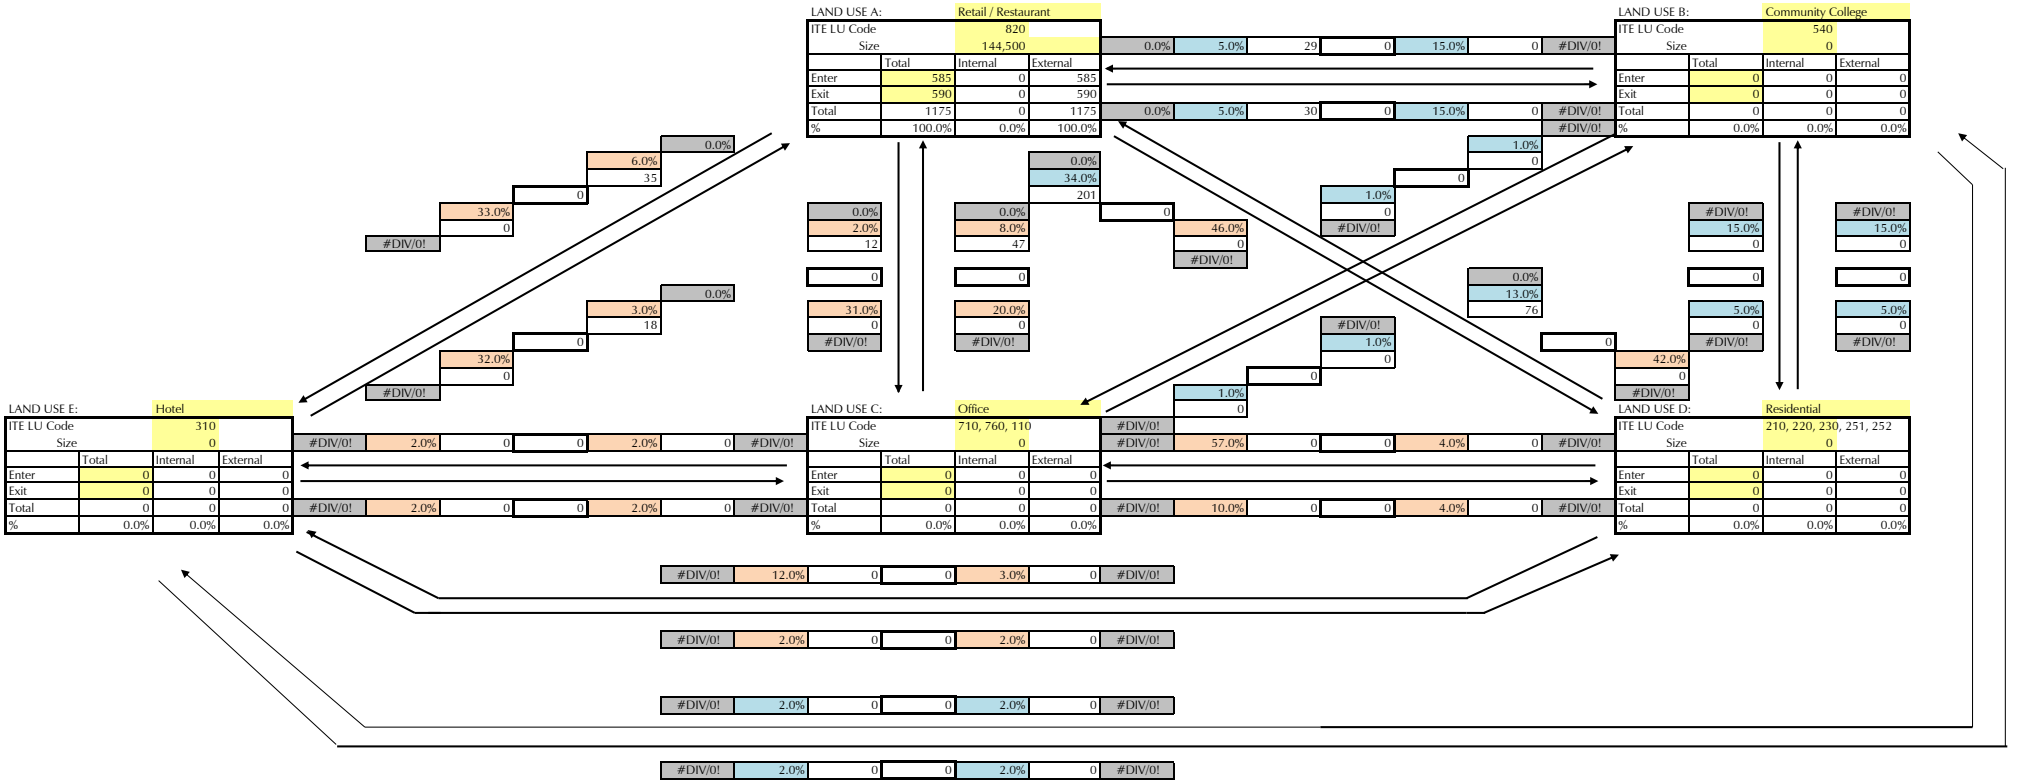 LAND USE A: Retail / Restaurant LAND USE B: Community College
ITE LU Code 820 ITE LU Code 540
Size 144,500 0.0% 5.0% 29 0 15.0% 0 #DIV/0! Size 0
Total Internal External Total Internal External
Enter 585 0 585 Enter 0 0 0
Exit 590 0 590 Exit 0 0 0
Total 1175 0 1175 0.0% 5.0% 30 0 15.0% 0 #DIV/0! Total 0 0 0
% 100.0% 0.0% 100.0% #DIV/0! % 0.0% 0.0% 0.0%
0.0% 1.0%
6.0% 0.0% 0
35 34.0% 0
0 201 1.0%
33.0% 0.0% 0.0% 0 0 #DIV/0! #DIV/0!
0 2.0% 8.0% 46.0% #DIV/0! 15.0% 15.0%
#DIV/0! 12 47 0 0 0
#DIV/0!
0 0 0.0% 0 0
0.0% 13.0%
3.0% 31.0% 20.0% 76 5.0% 5.0%
18 0 0 #DIV/0! 0 0
0 #DIV/0! #DIV/0! 1.0% 0 #DIV/0! #DIV/0!
32.0% 0 42.0%
0 0 0
#DIV/0! 1.0% #DIV/0!
LAND USE E: Hotel LAND USE C: Office 0 LAND USE D: Residential
ITE LU Code 310 ITE LU Code 710, 760, 110 #DIV/0! ITE LU Code 210, 220, 230, 251, 252
Size 0 #DIV/0! 2.0% 0 0 2.0% 0 #DIV/0! Size 0 #DIV/0! 57.0% 0 0 4.0% 0 #DIV/0! Size 0
Total Internal External Total Internal External Total Internal External
Enter 0 0 0 Enter 0 0 0 Enter 0 0 0
Exit 0 0 0 Exit 0 0 0 Exit 0 0 0
Total 0 0 0 #DIV/0! 2.0% 0 0 2.0% 0 #DIV/0! Total 0 0 0 #DIV/0! 10.0% 0 0 4.0% 0 #DIV/0! Total 0 0 0
% 0.0% 0.0% 0.0% % 0.0% 0.0% 0.0% % 0.0% 0.0% 0.0%
#DIV/0! 12.0% 0 0 3.0% 0 #DIV/0!
#DIV/0! 2.0% 0 0 2.0% 0 #DIV/0!
#DIV/0! 2.0% 0 0 2.0% 0 #DIV/0!
#DIV/0! 2.0% 0 0 2.0% 0 #DIV/0!